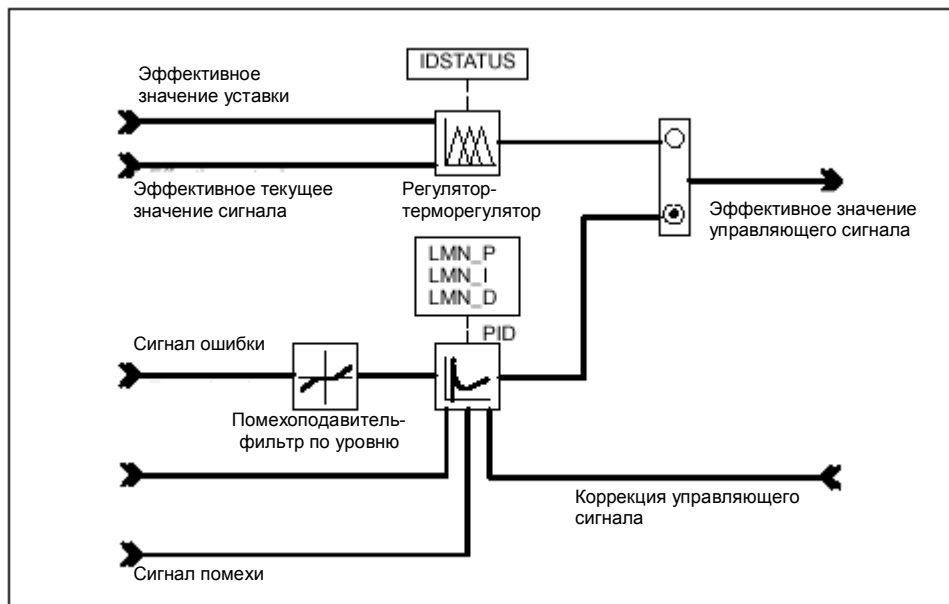 IDSTATUS
Эффективное
значение уставки
Эффективное текущее
значение сигнала
Регулятор-
терморегулятор
Эффективное значение
управляющего сигнала
LMN_P
LMN_I
LMN_D
PID
Сигнал ошибки
Помехоподавитель-
фильтр по уровню
Коррекция управляющего
сигнала
Сигнал помехи